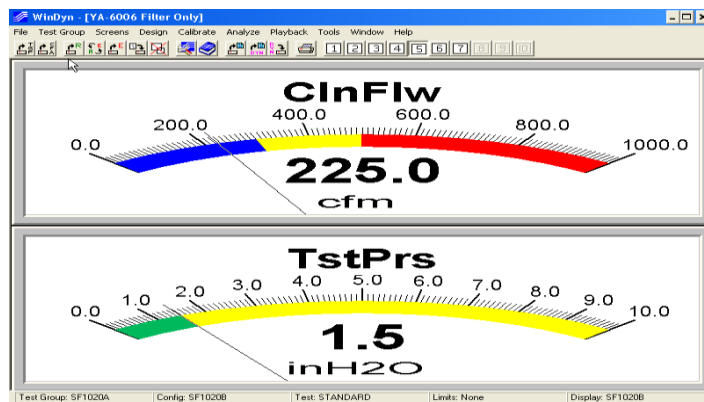 WinDyn - [YA-6006 Filter Only]
File Test Group Screens Design Calibrate Analyze Playback Tools Window Help
1 2 3 4 5 6 7 8 9 10
ClnFlw
0.0 200.0 400.0 600.0 800.0 1000.0
225.0
cfm
TstPrs
0.0 1.0 2.0 3.0 4.0 5.0 6.0 7.0 8.0 9.0 10.0
1.5
inH2O
Test Group: SF1020A Config: SF1020B Test: STANDARD Limits: None Display: SF1020B